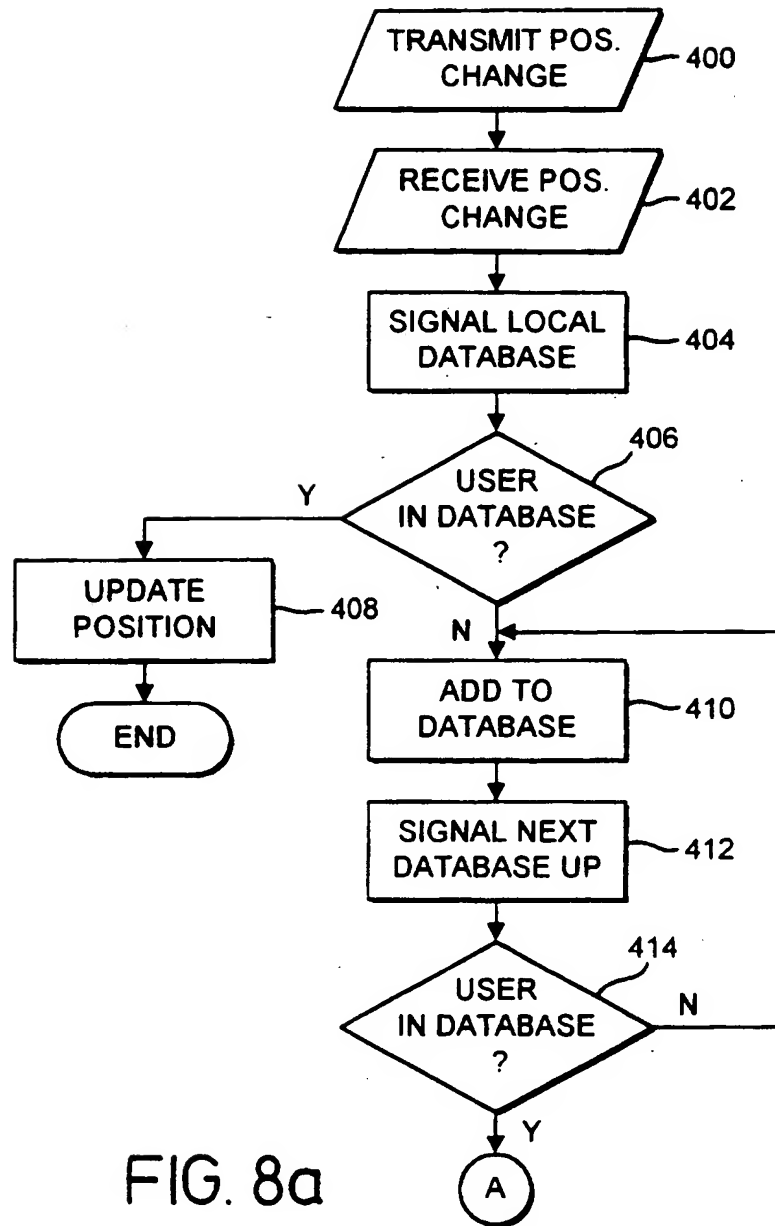 TRANSMIT POS.
CHANGE
400
RECEIVE POS.
CHANGE
402
SIGNAL LOCAL
DATABASE
404
406
USER
IN DATABASE
?
Y
UPDATE
POSITION
408
END
N
ADD TO
DATABASE
410
SIGNAL NEXT
DATABASE UP
412
414
USER
IN DATABASE
?
N
Y
A
FIG. 8a